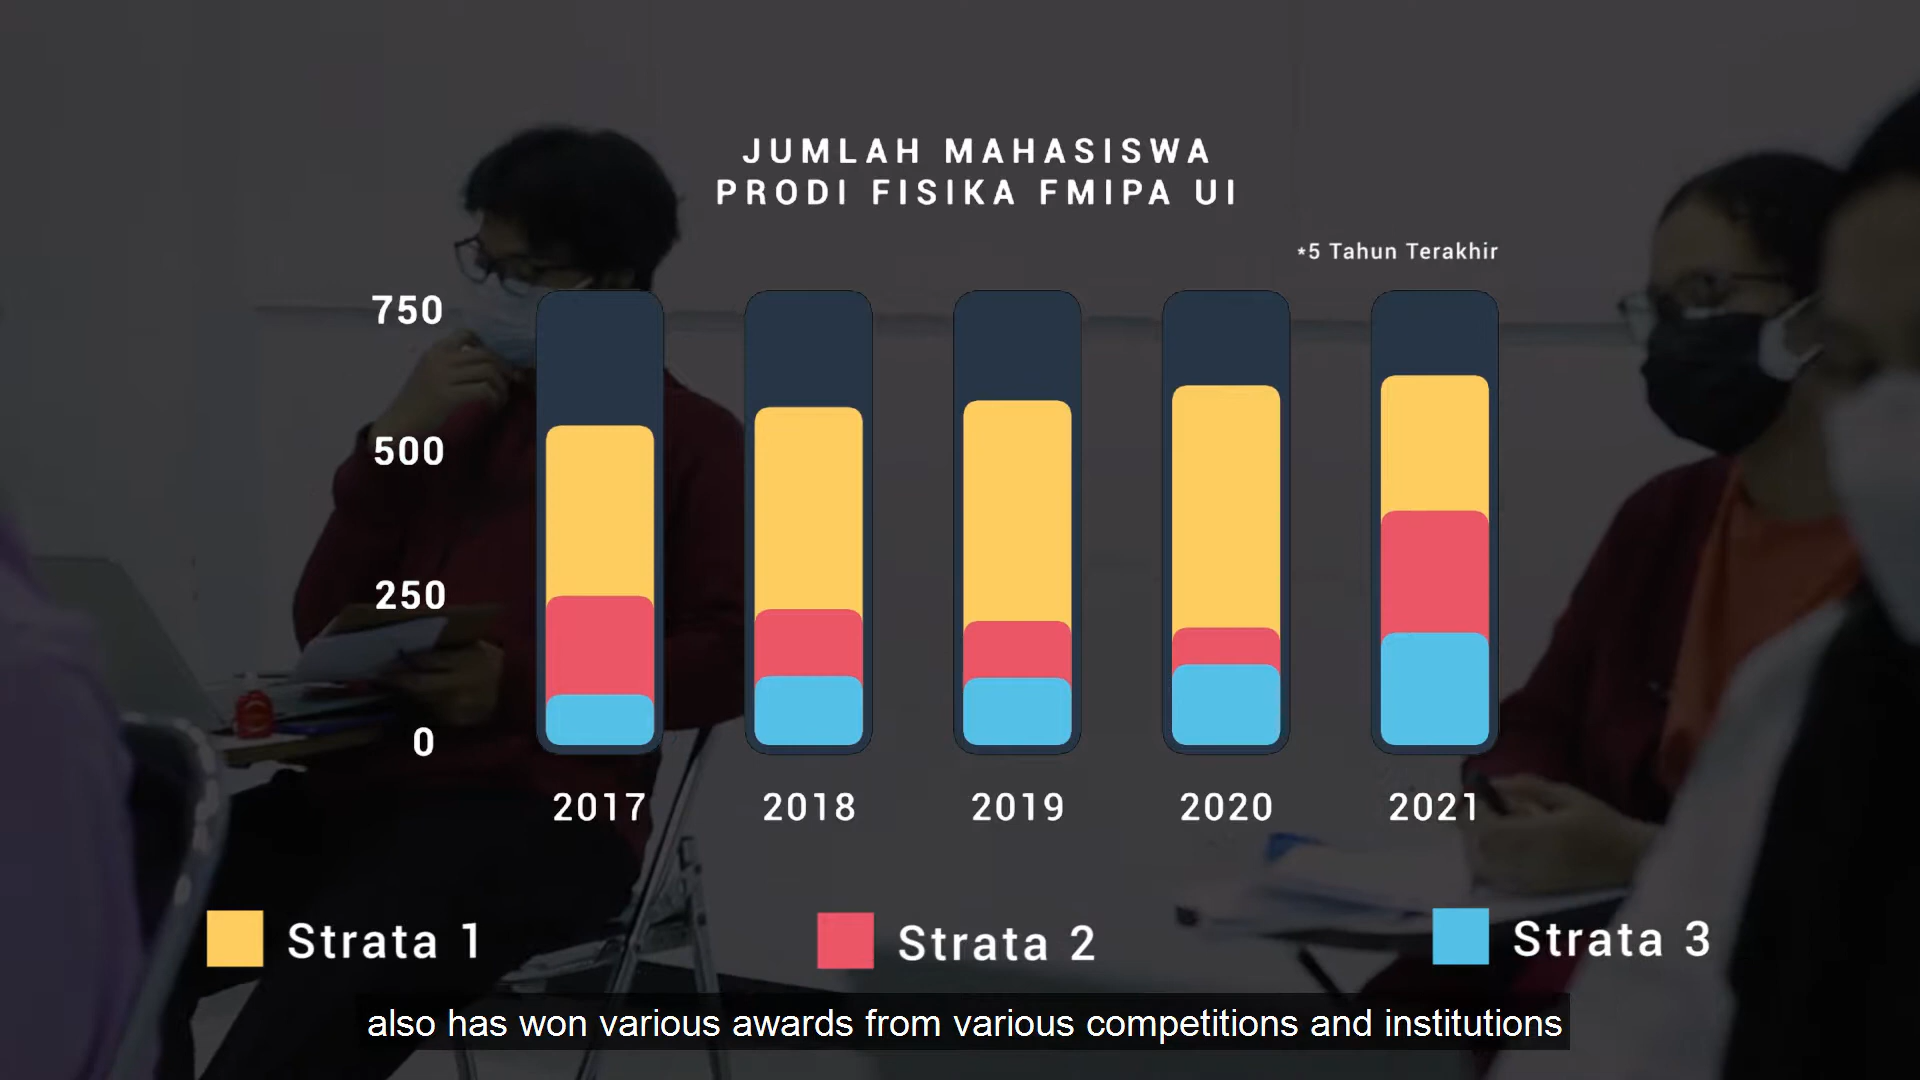 JUMLAH MAHASISWA
PRODI FISIKA FMIPA UI
*5 Tahun Terakhir
750
500
250
0
2017 2018 2019 2020 2021
Strata 1 Strata 2 Strata 3
also has won various awards from various competitions and institutions